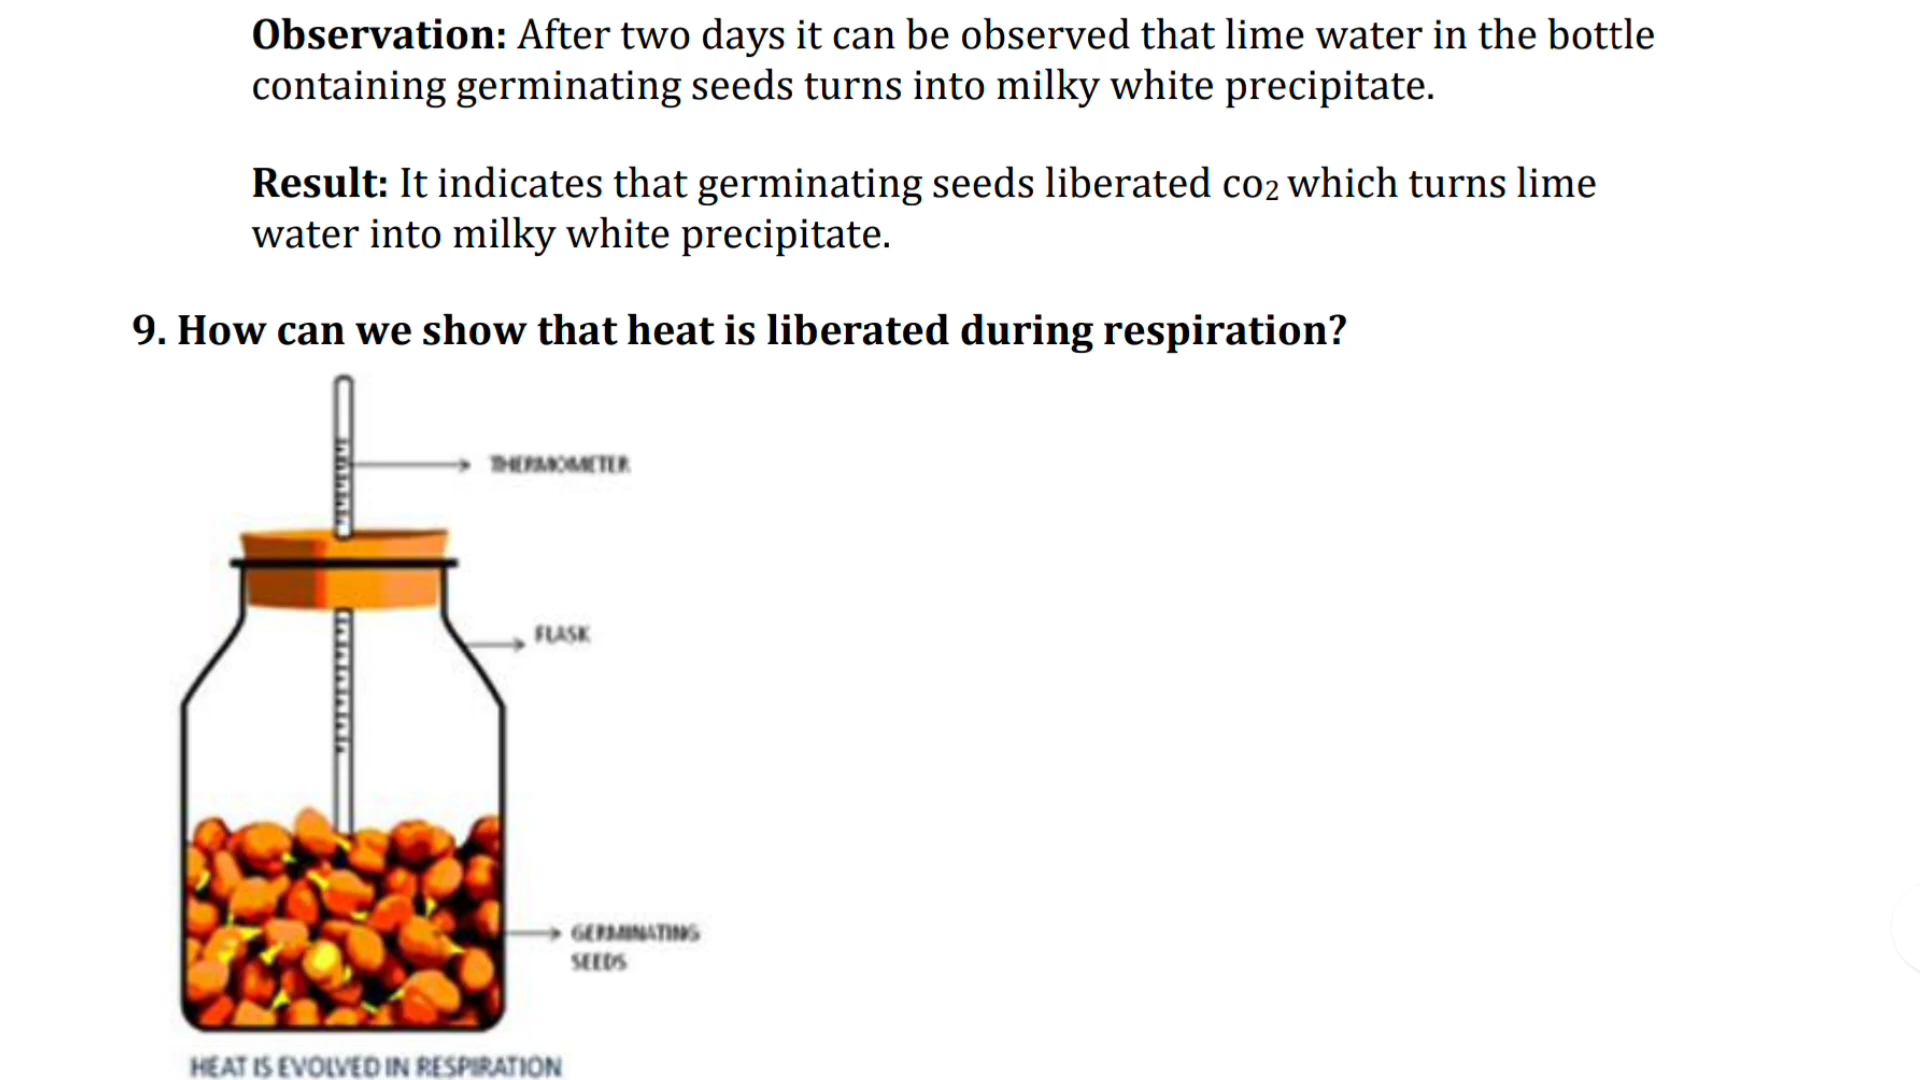 Observation: After two days it can be observed that lime water in the bottle
containing germinating seeds turns into milky white precipitate.
Result: It indicates that germinating seeds liberated co₂ which turns lime
water into milky white precipitate.
9. How can we show that heat is liberated during respiration?
THERMOMETER
FLASK
GERMINATING
SEEDS
HEAT IS EVOLVED IN RESPIRATION